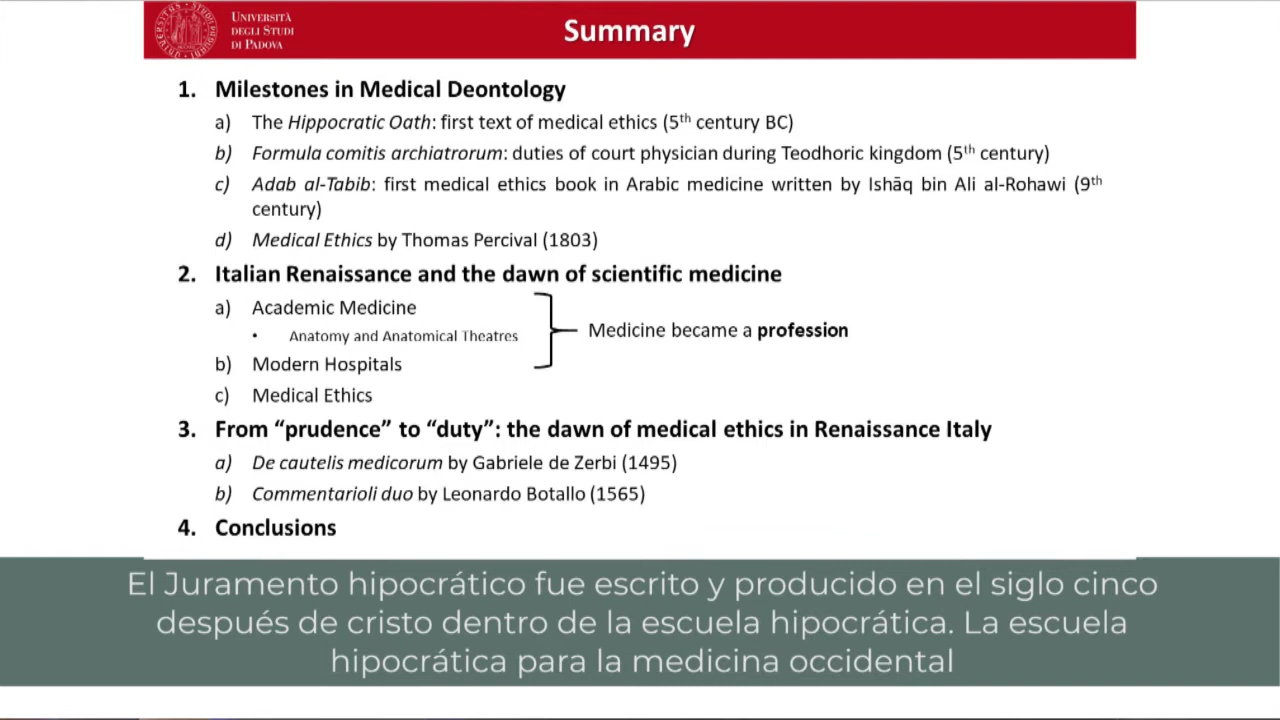 UNIVERSITÀ
DEGLI STUDI
DI PADOVA
Summary
1. Milestones in Medical Deontology
a) The Hippocratic Oath: first text of medical ethics (5th century BC)
b) Formula comitis archiatrorum: duties of court physician during Teodhoric kingdom (5th century)
c) Adab al-Tabib: first medical ethics book in Arabic medicine written by Ishāq bin Ali al-Rohawi (9th
century)
d) Medical Ethics by Thomas Percival (1803)
2. Italian Renaissance and the dawn of scientific medicine
a) Academic Medicine
• Anatomy and Anatomical Theatres
Medicine became a profession
b) Modern Hospitals
c) Medical Ethics
3. From “prudence” to “duty”: the dawn of medical ethics in Renaissance Italy
a) De cautelis medicorum by Gabriele de Zerbi (1495)
b) Commentarioli duo by Leonardo Botallo (1565)
4. Conclusions
El Juramento hipocrático fue escrito y producido en el siglo cinco
después de cristo dentro de la escuela hipocrática. La escuela
hipocrática para la medicina occidental